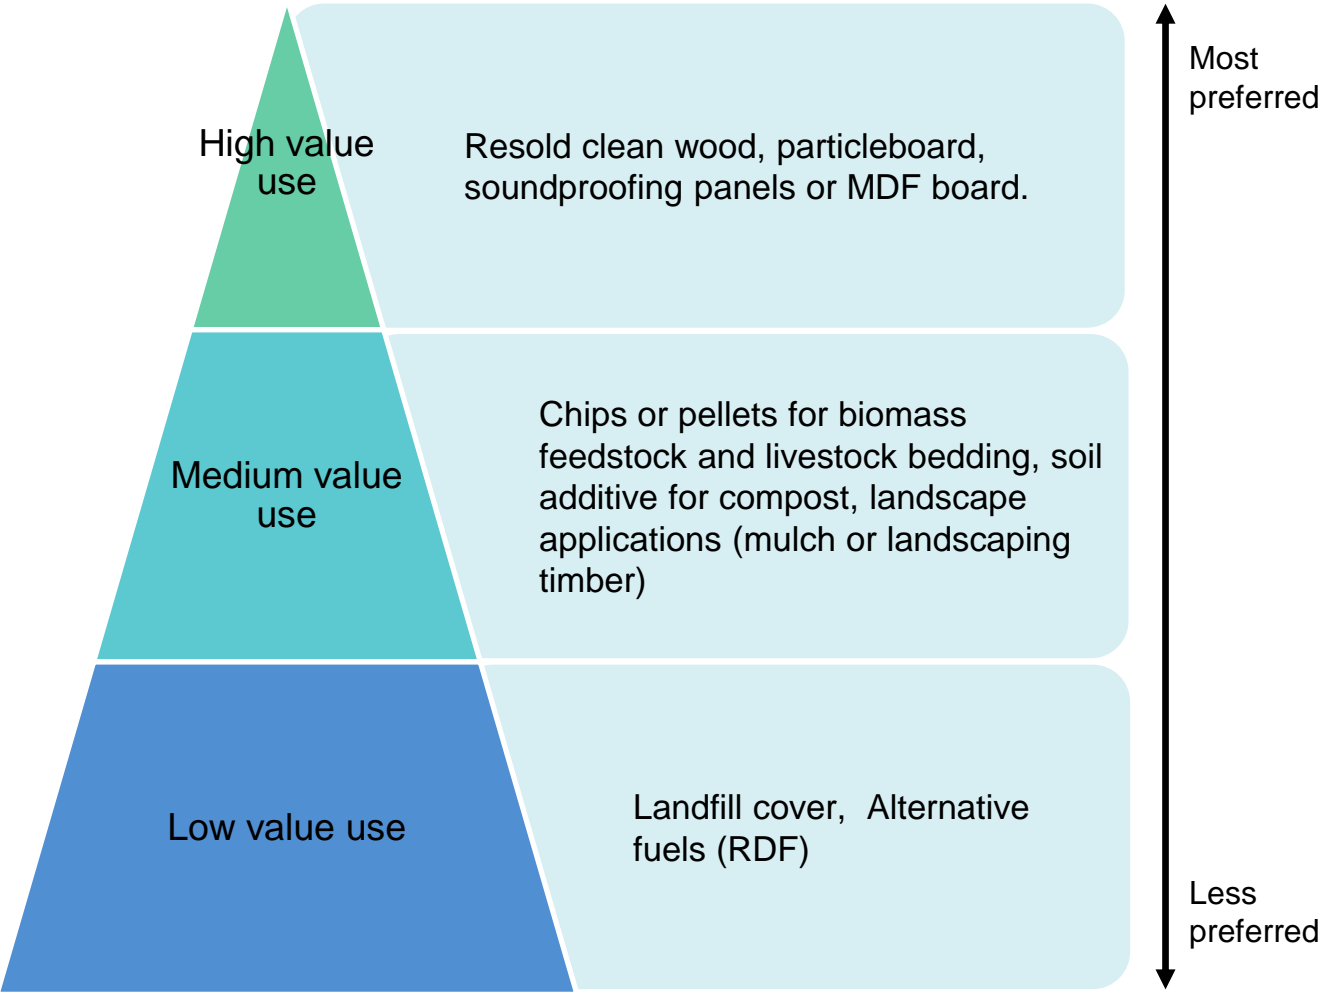 Most
preferred
High value
use
Resold clean wood, particleboard,
soundproofing panels or MDF board.
Medium value
use
Chips or pellets for biomass
feedstock and livestock bedding, soil
additive for compost, landscape
applications (mulch or landscaping
timber)
Low value use
Landfill cover,  Alternative
fuels (RDF)
Less
preferred